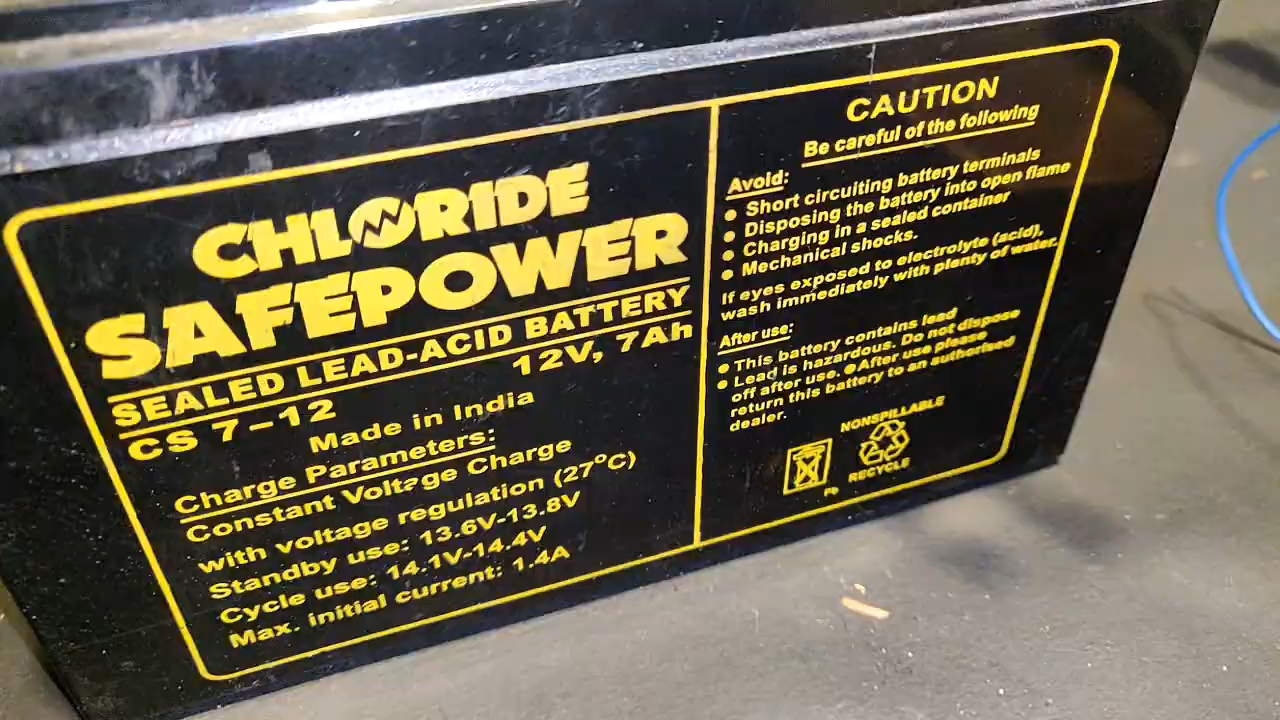 CHLORIDE
SAFEPOWER
SEALED LEAD-ACID BATTERY
CS 7-12 12V, 7Ah
Made in India
Charge Parameters:
Constant Voltage Charge
with voltage regulation (27°C)
Standby use: 13.6V-13.8V
Cycle use: 14.1V-14.4V
Max. initial current: 1.4A
CAUTION
Be careful of the following
Avoid:
● Short circuiting battery terminals
● Disposing the battery into open flame
● Charging in a sealed container
● Mechanical shocks.
If eyes exposed to electrolyte (acid),
wash immediately with plenty of water.
After use:
● This battery contains lead
● Lead is hazardous. Do not dispose
off after use. ●After use please
return this battery to an authorised
dealer.
NONSPILLABLE
Pb
RECYCLE